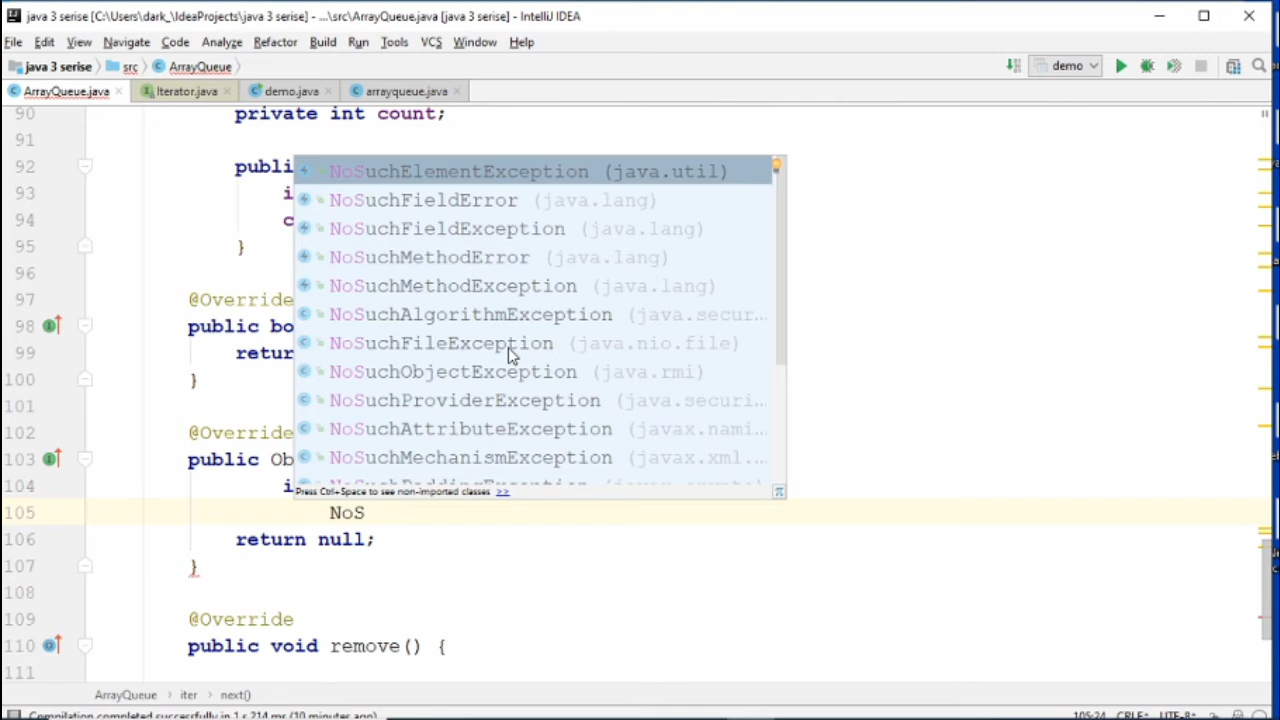 java 3 serise [C:\Users\dark_\IdeaProjects\java 3 serise] - ...\src\ArrayQueue.java [java 3 serise] - IntelliJ IDEA
File Edit View Navigate Code Analyze Refactor Build Run Tools VCS Window Help
java 3 serise src ArrayQueue demo
ArrayQueue.java Iterator.java demo.java arrayqueue.java
90 private int count;
91
92 publi
93 i
94 c
95 }
96
97 @Override
98 public bo
99 return
100 }
101
102 @Override
103 public Ob
104 i
NoSuchElementException (java.util)
NoSuchFieldError (java.lang)
NoSuchFieldException (java.lang)
NoSuchMethodError (java.lang)
NoSuchMethodException (java.lang)
NoSuchAlgorithmException (java.secur...
NoSuchFileException (java.nio.file)
NoSuchObjectException (java.rmi)
NoSuchProviderException (java.securi...
NoSuchAttributeException (javax.nami...
NoSuchMechanismException (javax.xml...
Press Ctrl+Space to see non-imported classes >>
105 NoS
106 return null;
107 }
108
109 @Override
110 public void remove() {
111
ArrayQueue iter next()
Compilation completed successfully in 1 s 214 ms (10 minutes ago) 105:24 CRLF UTF-8